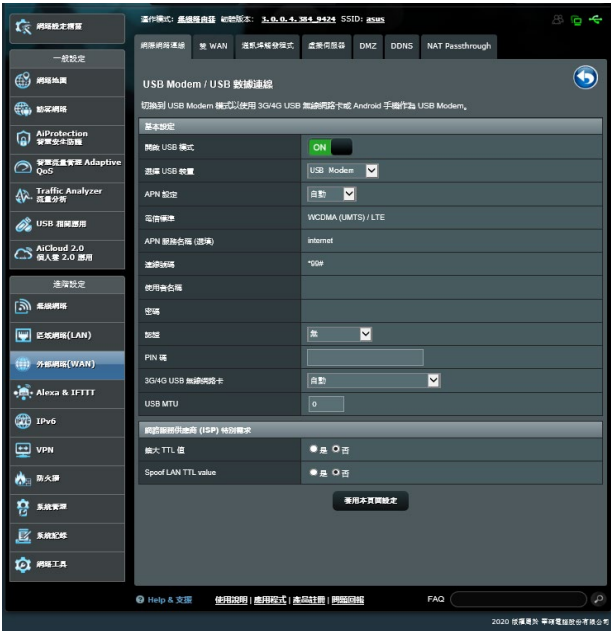 網路設定精靈
運作模式: 無線路由器 韌體版本: 3.0.0.4.384_9424 SSID: asus
網際網路連線 雙 WAN 通訊埠觸發程式 虛擬伺服器 DMZ DDNS NAT Passthrough
一般設定
網路地圖
訪客網路
AiProtection
智慧安全防護
智慧流量管理 Adaptive
QoS
Traffic Analyzer
流量分析
USB 相關應用
AiCloud 2.0
個人雲 2.0 應用
進階設定
無線網路
區域網路(LAN)
外部網路(WAN)
Alexa & IFTTT
IPv6
VPN
防火牆
系統管理
系統記錄
網路工具
USB Modem / USB 數據連線
切換到 USB Modem 模式以使用 3G/4G USB 無線網路卡或 Android 手機作為 USB Modem。
基本設定
開啟 USB 模式 ON
選擇 USB 裝置 USB Modem
APN 設定 自動
電信標準 WCDMA (UMTS) / LTE
APN 服務名稱 (選填) internet
連線號碼 *99#
使用者名稱
密碼
認證 無
PIN 碼
3G/4G USB 無線網路卡 自動
USB MTU 0
網路服務供應商 (ISP) 特別需求
擴大 TTL 值 是 否
Spoof LAN TTL value 是 否
套用本頁面設定
Help & 支援 使用說明 | 應用程式 | 產品註冊 | 問題回報 FAQ
2020 版權屬於 華碩電腦股份有限公司